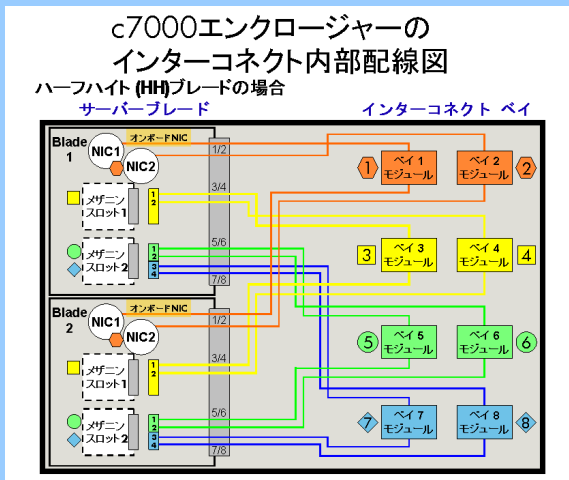 c7000エンクロージャーの
インターコネクト内部配線図
ハーフハイト (HH)ブレードの場合
サーバーブレード
インターコネクト ベイ
Blade 1
オンボードNIC
NIC1
NIC2
メザニン
スロット1
1
2
メザニン
スロット2
1
2
3
4
1/2
3/4
5/6
7/8
Blade 2
オンボードNIC
NIC1
NIC2
メザニン
スロット1
1
2
メザニン
スロット2
1
2
3
4
1/2
3/4
5/6
7/8
1
ベイ 1
モジュール
ベイ 2
モジュール
2
3
ベイ 3
モジュール
ベイ 4
モジュール
4
5
ベイ 5
モジュール
ベイ 6
モジュール
6
7
ベイ 7
モジュール
ベイ 8
モジュール
8